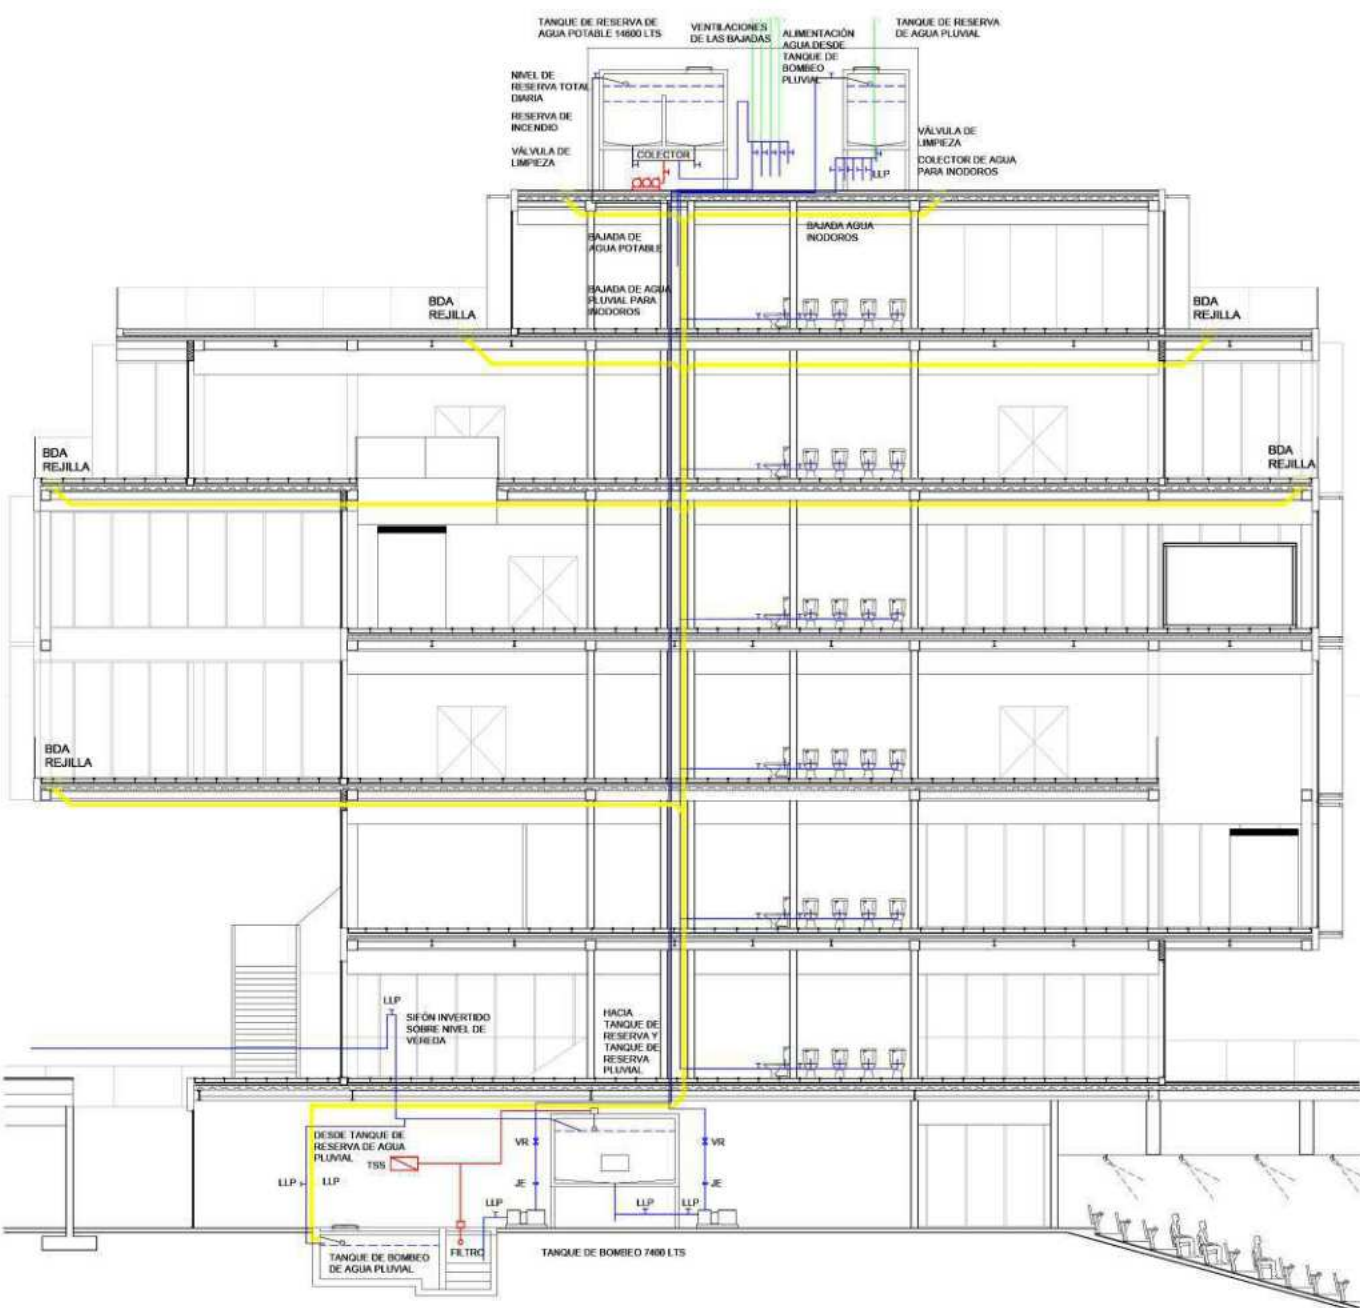 TANQUE DE RESERVA DE
AGUA POTABLE 14800 LTS
VENTILACIONES
DE LAS BAJADAS
ALIMENTACIÓN
AGUA DESDE
TANQUE DE
BOMBEO
PLUVIAL
TANQUE DE RESERVA
DE AGUA PLUVIAL
NIVEL DE
RESERVA TOTAL
DIARIA
RESERVA DE
INCENDIO
VÁLVULA DE
LIMPIEZA
COLECTOR
VÁLVULA DE
LIMPIEZA
COLECTOR DE AGUA
PARA INODOROS
LLP
BAJADA DE
AGUA POTABLE
BAJADA AGUA
INODOROS
BAJADA DE AGUA
PLUVIAL PARA
INODOROS
BDA
REJILLA
BDA
REJILLA
BDA
REJILLA
BDA
REJILLA
BDA
REJILLA
LLP
SIFÓN INVERTIDO
SOBRE NIVEL DE
VEREDA
HACIA
TANQUE DE
RESERVA Y
TANQUE DE
RESERVA
PLUVIAL
DESDE TANQUE DE
RESERVA DE AGUA
PLUVIAL
TSS
VR
VR
LLP
LLP
JE
JE
LLP
LLP
LLP
TANQUE DE BOMBEO
DE AGUA PLUVIAL
FILTRO
TANQUE DE BOMBEO 7400 LTS